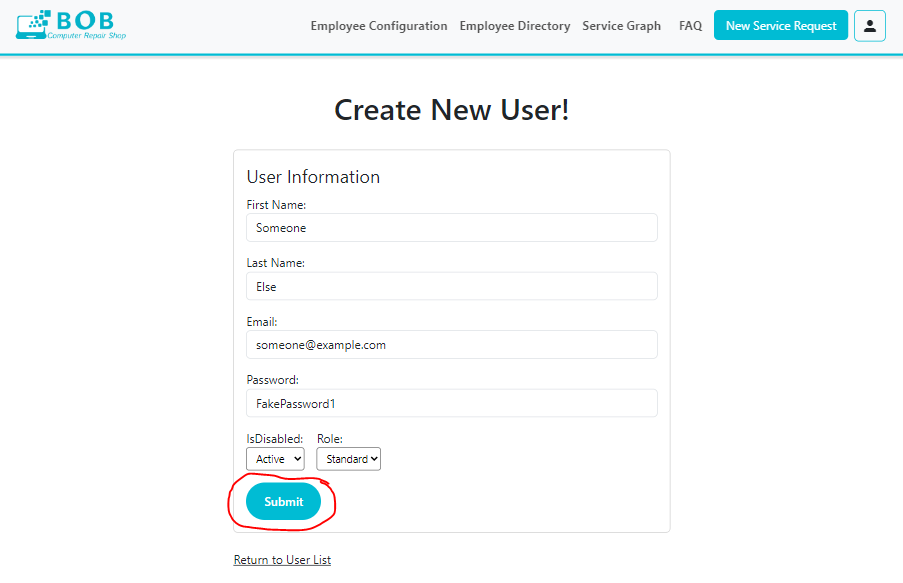 BOB
Computer Repair Shop
Employee Configuration Employee Directory Service Graph FAQ New Service Request
Create New User!
User Information
First Name:
Someone
Last Name:
Else
Email:
someone@example.com
Password:
FakePassword1
IsDisabled: Role:
Active Standard
Submit
Return to User List